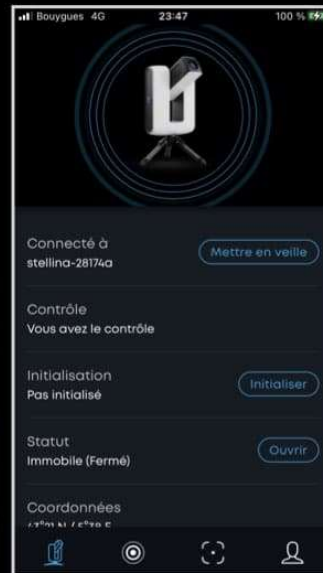 Bouygues 4G 23:47 100 %
Connecté à
stellina-28174a
Mettre en veille
Contrôle
Vous avez le contrôle
Initialisation
Pas initialisé
Initialiser
Statut
Immobile (Fermé)
Ouvrir
Coordonnées